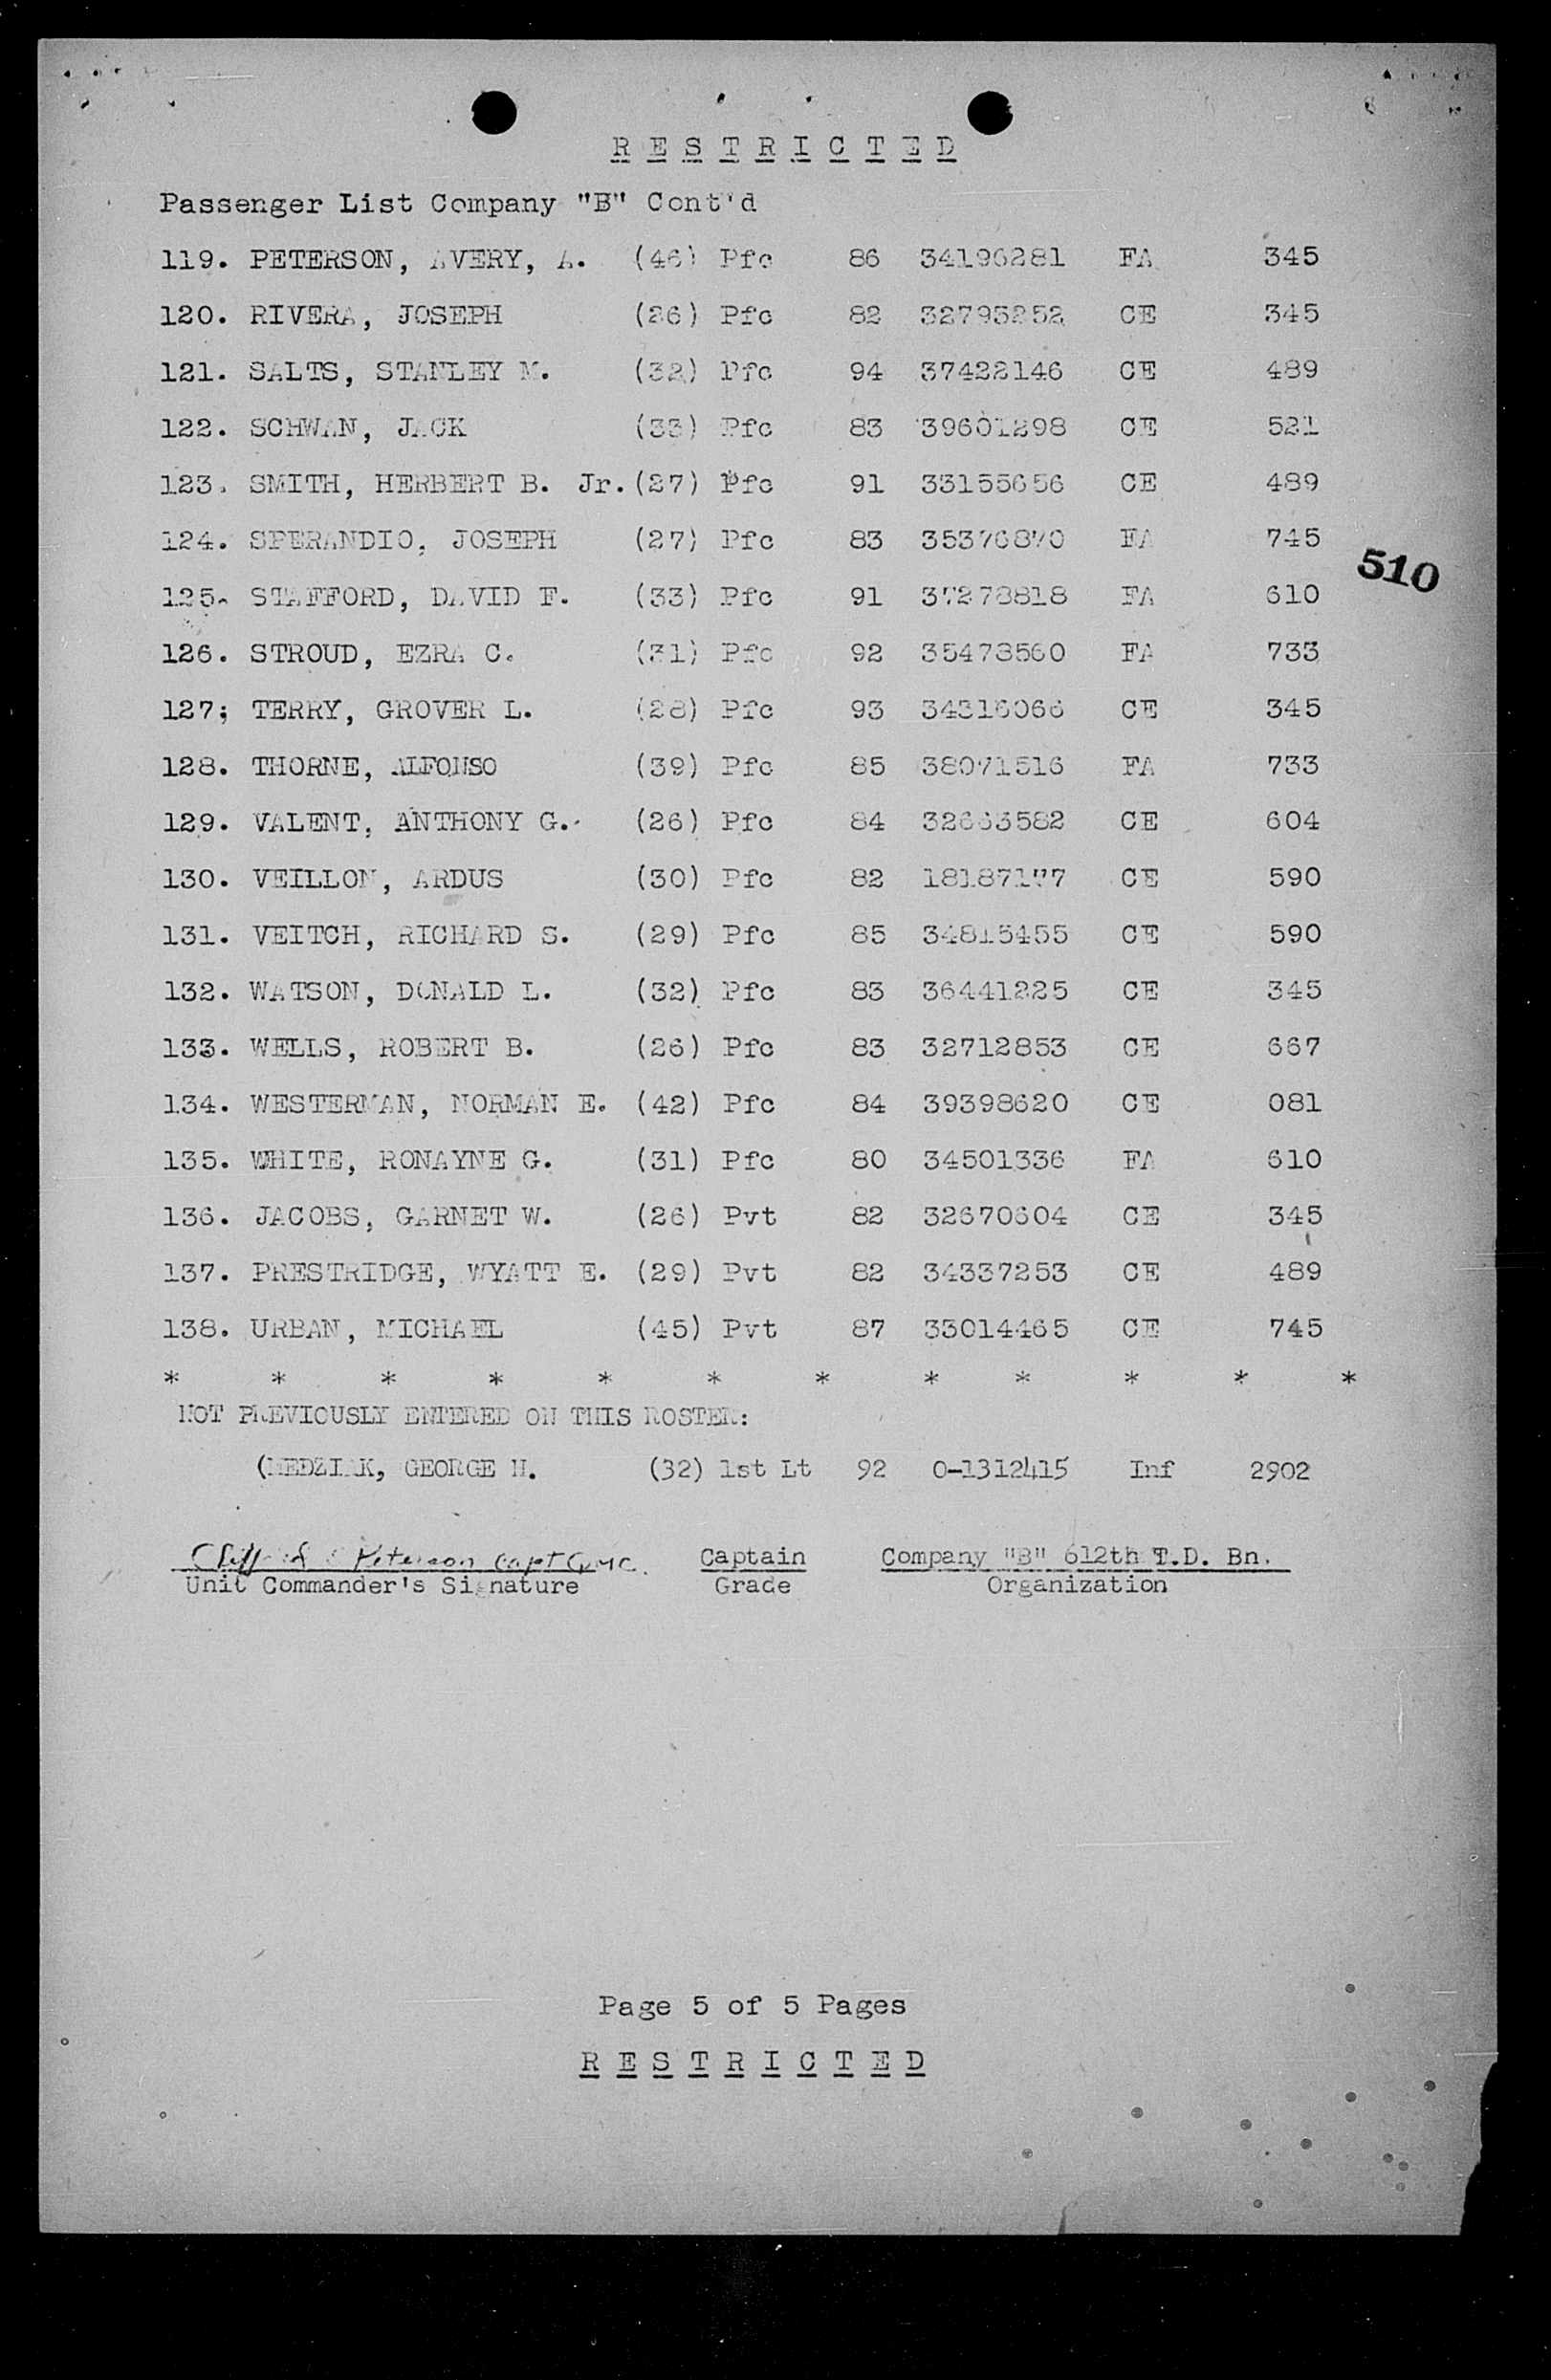 R E S T R I C T E D
Passenger List Company "B" Cont'd
119. PETERSON, AVERY, A. (46) Pfc 86 34196281 FA 345
120. RIVERA, JOSEPH (26) Pfc 82 32795252 CE 345
121. SALTS, STANLEY M. (32) Pfc 94 37422146 CE 489
122. SCHWAN, JACK (33) Pfc 83 39601298 CE 521
123. SMITH, HERBERT B. Jr. (27) Pfc 91 33155656 CE 489
124. SPERANDIO, JOSEPH (27) Pfc 83 35376870 FA 745
510
125. STAFFORD, DAVID F. (33) Pfc 91 37278818 FA 610
126. STROUD, EZRA C. (31) Pfc 92 35473560 FA 733
127; TERRY, GROVER L. (28) Pfc 93 34316066 CE 345
128. THORNE, ALFONSO (39) Pfc 85 38071516 FA 733
129. VALENT, ANTHONY G. (26) Pfc 84 32663582 CE 604
130. VEILLON, ARDUS (30) Pfc 82 18187177 CE 590
131. VEITCH, RICHARD S. (29) Pfc 85 34815455 CE 590
132. WATSON, DONALD L. (32) Pfc 83 36441225 CE 345
133. WELLS, ROBERT B. (26) Pfc 83 32712853 CE 667
134. WESTERMAN, NORMAN E. (42) Pfc 84 39398620 CE 081
135. WHITE, RONAYNE G. (31) Pfc 80 34501336 FA 610
136. JACOBS, GARNET W. (26) Pvt 82 32670604 CE 345
137. PRESTRIDGE, WYATT E. (29) Pvt 82 34337253 CE 489
138. URBAN, MICHAEL (45) Pvt 87 33014465 CE 745
* * * * * * * * * * * *
NOT PREVIOUSLY ENTERED ON THIS ROSTER:
GEORGE (32) 1st Lt 92 O-1312415 Inf 2902
Peterson Capt Captain Company "B" 612th T.D. Bn.
Unit Commander's Signature Grade Organization
Page 5 of 5 Pages
R E S T R I C T E D